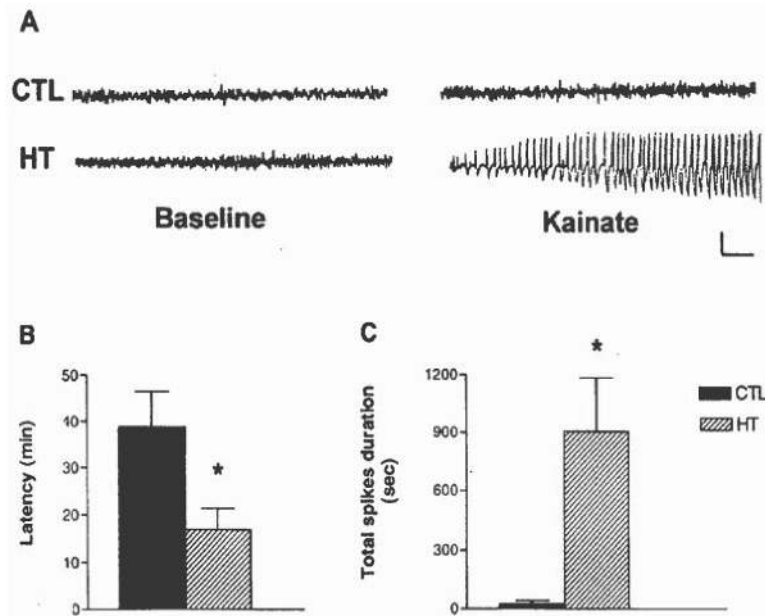 A
CTL
HT
Baseline
Kainate
B
Latency (min)
50
40
30
20
10
0
*
C
Total spikes duration
(sec)
1200
900
600
300
0
*
CTL
HT